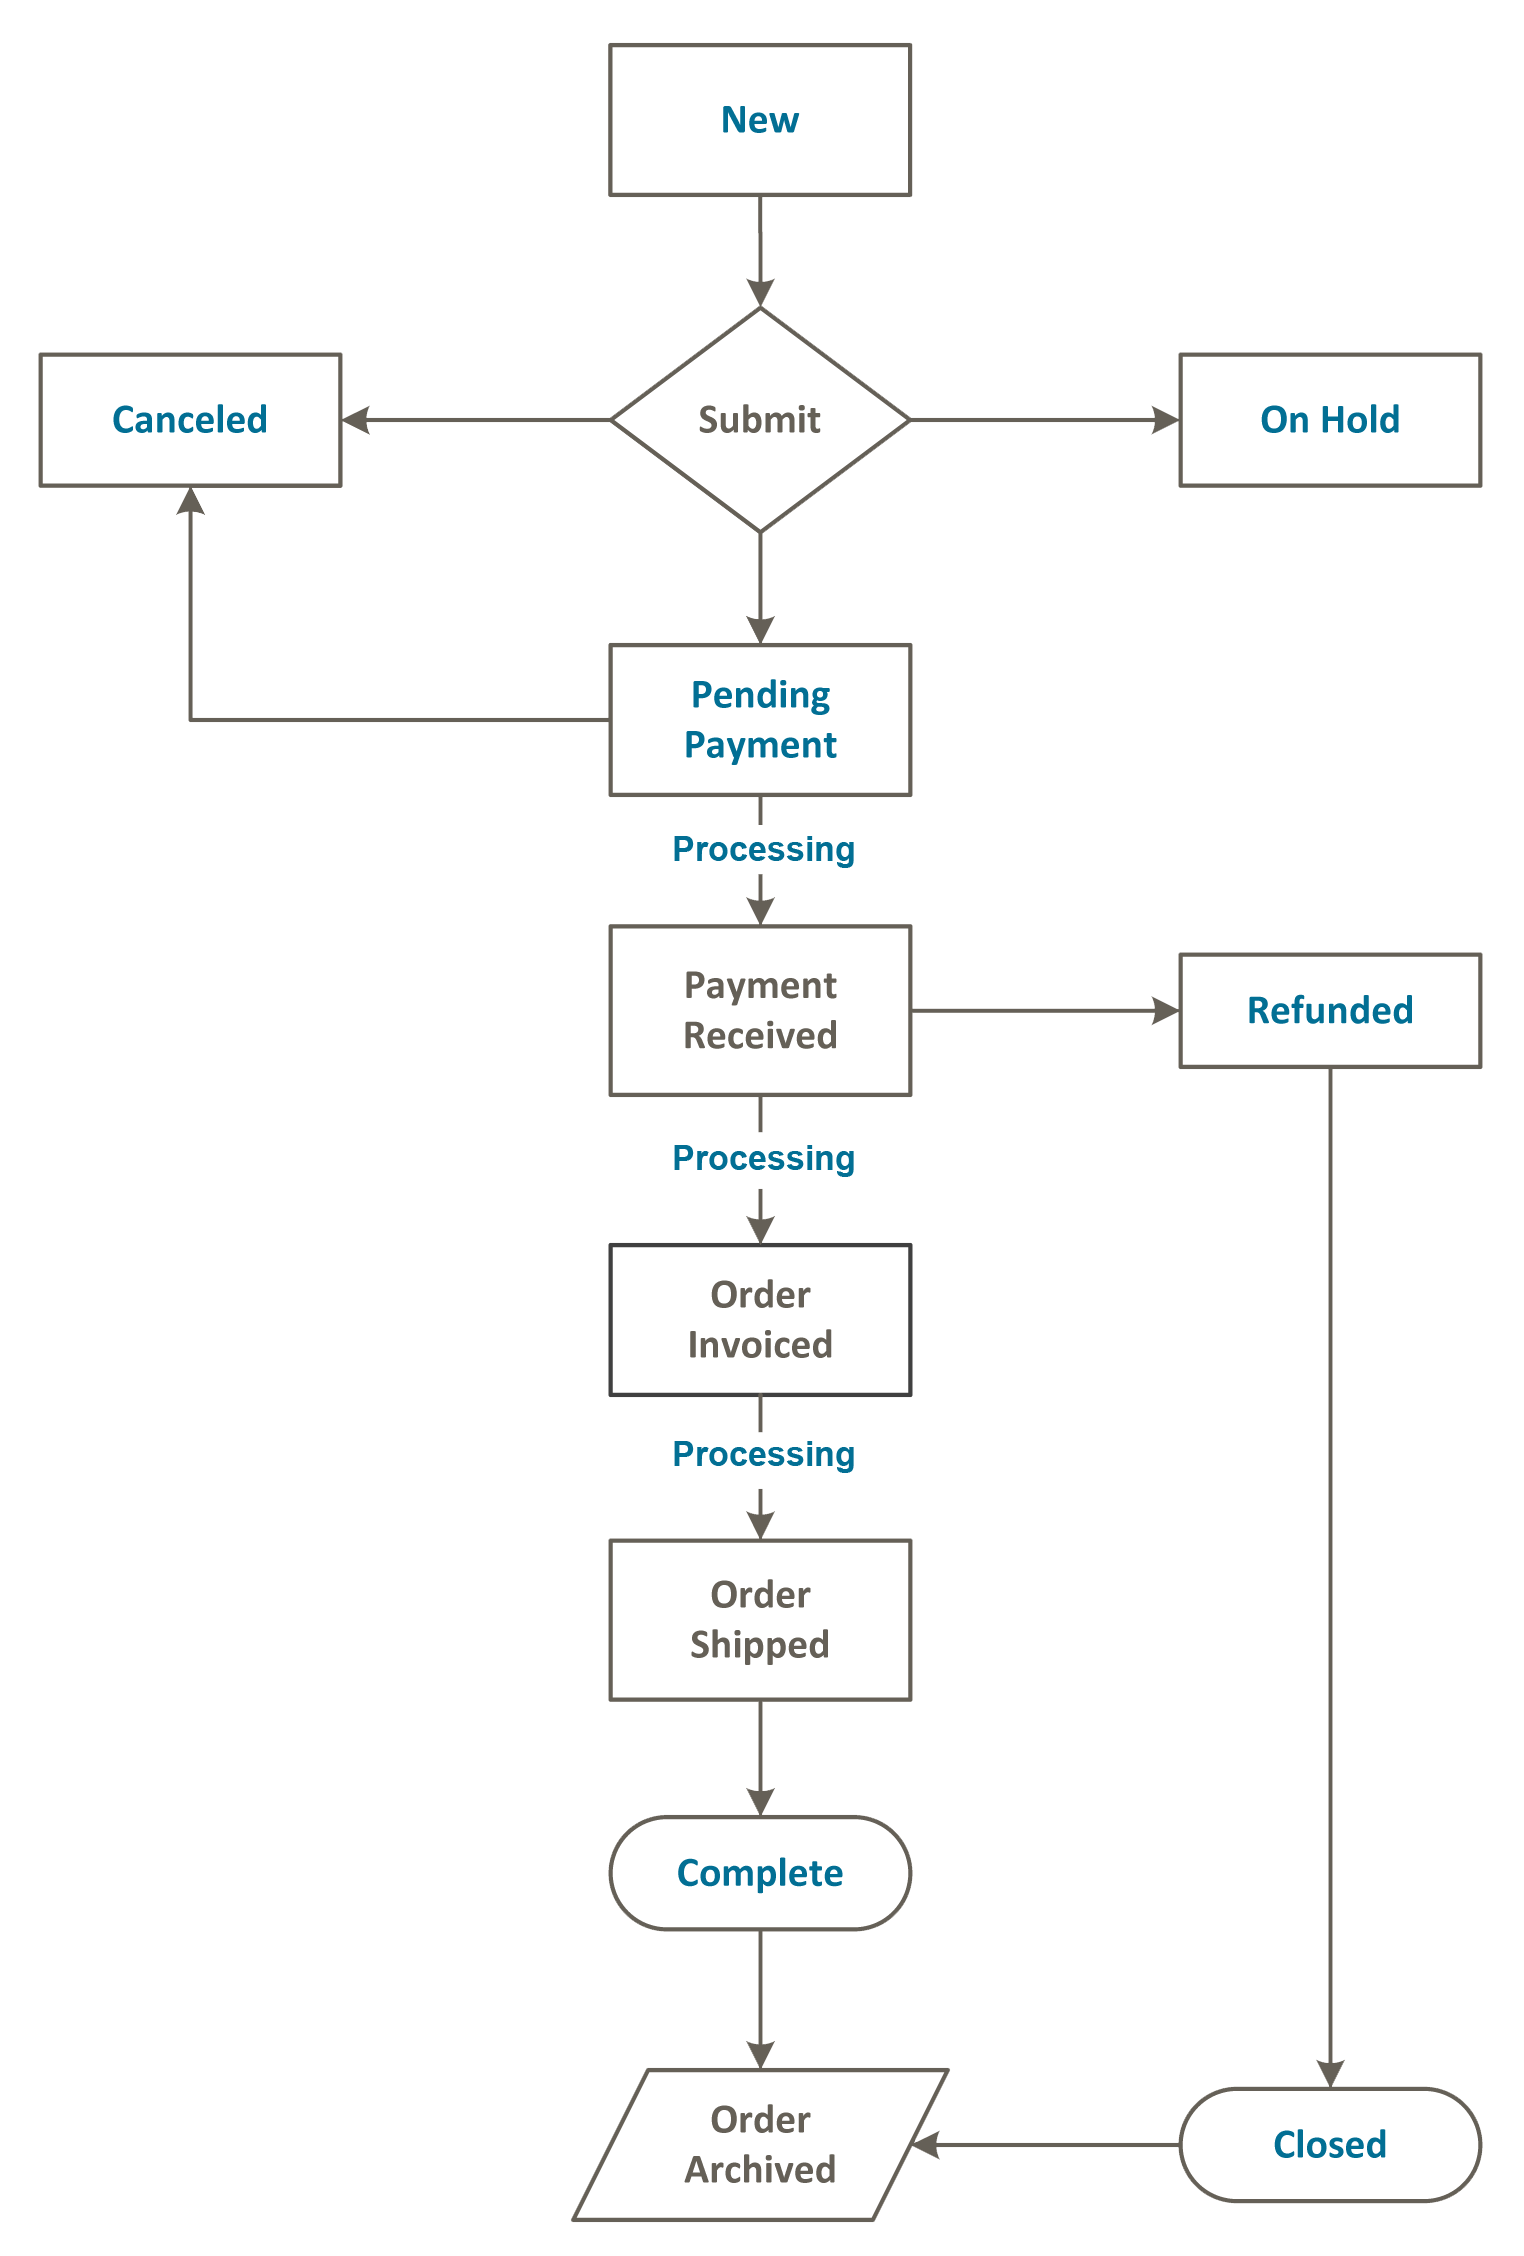 New
Canceled
Submit
On Hold
Pending
Payment
Processing
Payment
Received
Refunded
Processing
Order
Invoiced
Processing
Order
Shipped
Complete
Order
Archived
Closed